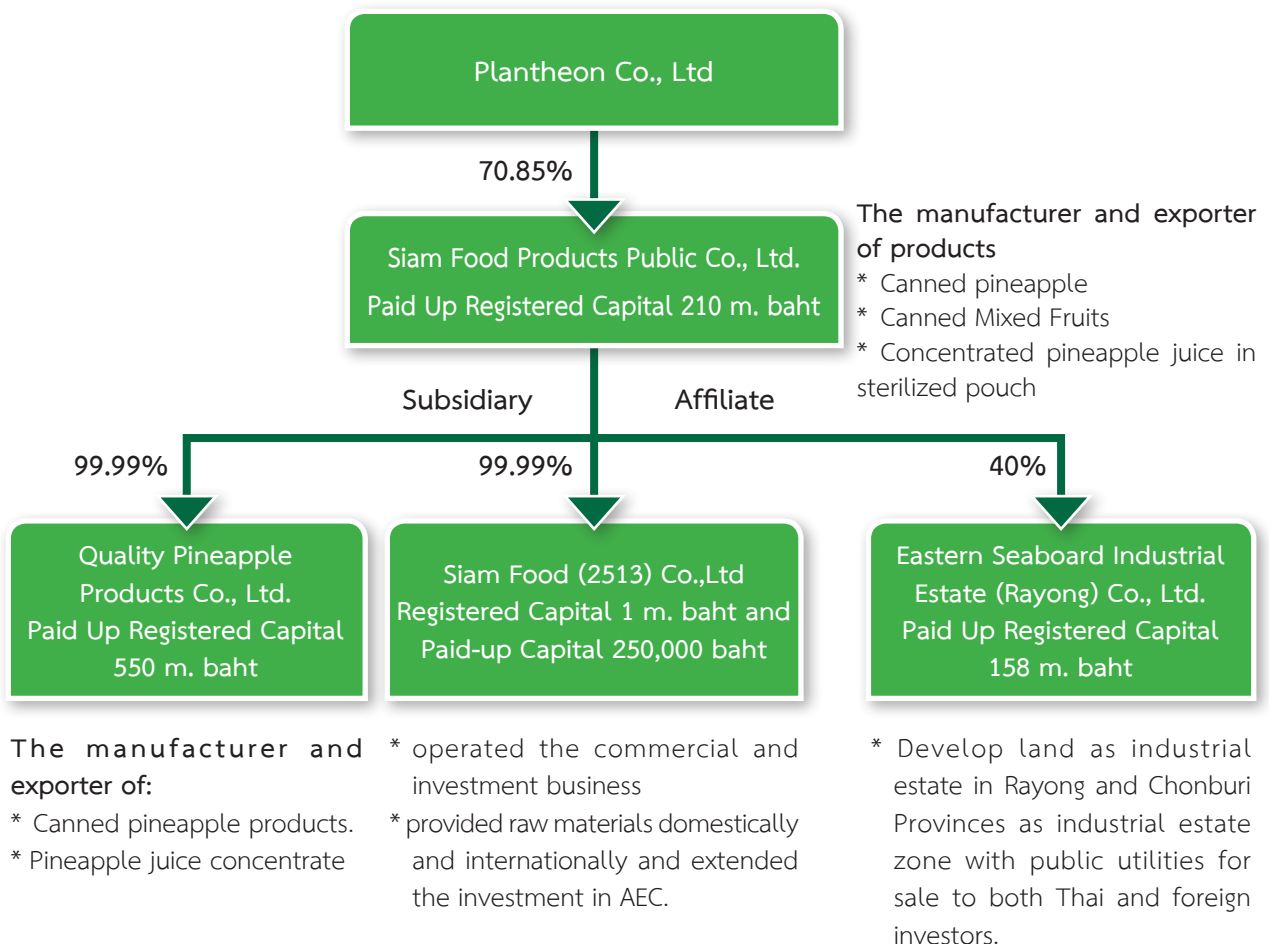 Plantheon Co., Ltd
70.85%
Siam Food Products Public Co., Ltd.
Paid Up Registered Capital 210 m. baht
The manufacturer and exporter
of products
* Canned pineapple
* Canned Mixed Fruits
* Concentrated pineapple juice in
sterilized pouch
Subsidiary
Affiliate
99.99%
99.99%
40%
Quality Pineapple
Products Co., Ltd.
Paid Up Registered Capital
550 m. baht
Siam Food (2513) Co.,Ltd
Registered Capital 1 m. baht and
Paid-up Capital 250,000 baht
Eastern Seaboard Industrial
Estate (Rayong) Co., Ltd.
Paid Up Registered Capital
158 m. baht
The manufacturer and
exporter of:
* Canned pineapple products.
* Pineapple juice concentrate
* operated the commercial and
investment business
* provided raw materials domestically
and internationally and extended
the investment in AEC.
* Develop land as industrial
estate in Rayong and Chonburi
Provinces as industrial estate
zone with public utilities for
sale to both Thai and foreign
investors.